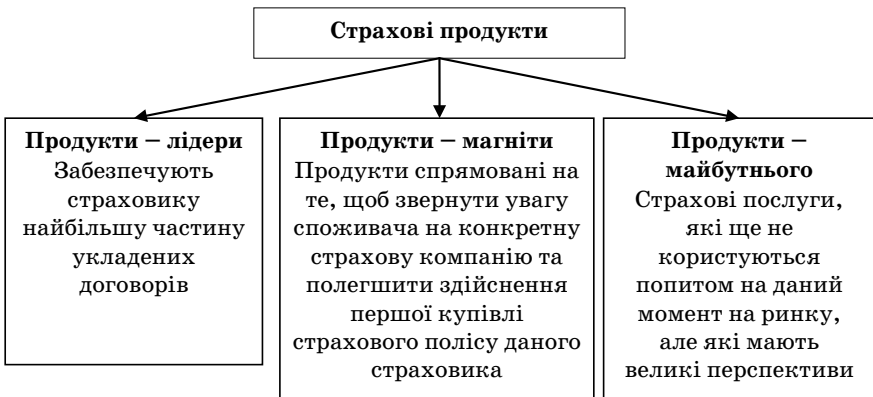 Страхові продукти
Продукти – лідери
Забезпечують
страховику
найбільшу частину
укладених
договорів
Продукти – магніти
Продукти спрямовані на
те, щоб звернути увагу
споживача на конкретну
страхову компанію та
полегшити здійснення
першої купівлі
страхового полісу даного
страховика
Продукти –
майбутнього
Страхові послуги,
які ще не
користуються
попитом на даний
момент на ринку,
але які мають
великі перспективи